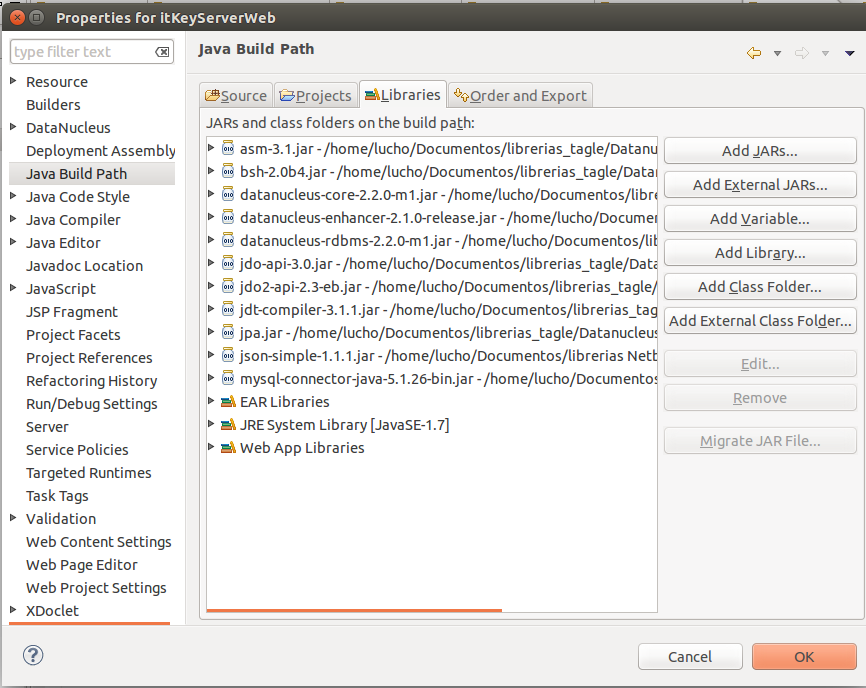 Properties for itKeyServerWeb
type filter text
Resource
Builders
DataNucleus
Deployment Assembly
Java Build Path
Java Code Style
Java Compiler
Java Editor
Javadoc Location
JavaScript
JSP Fragment
Project Facets
Project References
Refactoring History
Run/Debug Settings
Server
Service Policies
Targeted Runtimes
Task Tags
Validation
Web Content Settings
Web Page Editor
Web Project Settings
XDoclet
Java Build Path
Source Projects Libraries Order and Export
JARs and class folders on the build path:
asm-3.1.jar - /home/lucho/Documentos/librerias_tagle/Datanu
bsh-2.0b4.jar - /home/lucho/Documentos/librerias_tagle/Data
datanucleus-core-2.2.0-m1.jar - /home/lucho/Documentos/libre
datanucleus-enhancer-2.1.0-release.jar - /home/lucho/Documen
datanucleus-rdbms-2.2.0-m1.jar - /home/lucho/Documentos/lib
jdo-api-3.0.jar - /home/lucho/Documentos/librerias_tagle/Data
jdo2-api-2.3-eb.jar - /home/lucho/Documentos/librerias_tagle/
jdt-compiler-3.1.1.jar - /home/lucho/Documentos/librerias_tag
jpa.jar - /home/lucho/Documentos/librerias_tagle/Datanucleus
json-simple-1.1.1.jar - /home/lucho/Documentos/librerias Netb
mysql-connector-java-5.1.26-bin.jar - /home/lucho/Documentos
EAR Libraries
JRE System Library [JavaSE-1.7]
Web App Libraries
Add JARs...
Add External JARs...
Add Variable...
Add Library...
Add Class Folder...
Add External Class Folder...
Edit...
Remove
Migrate JAR File...
Cancel
OK